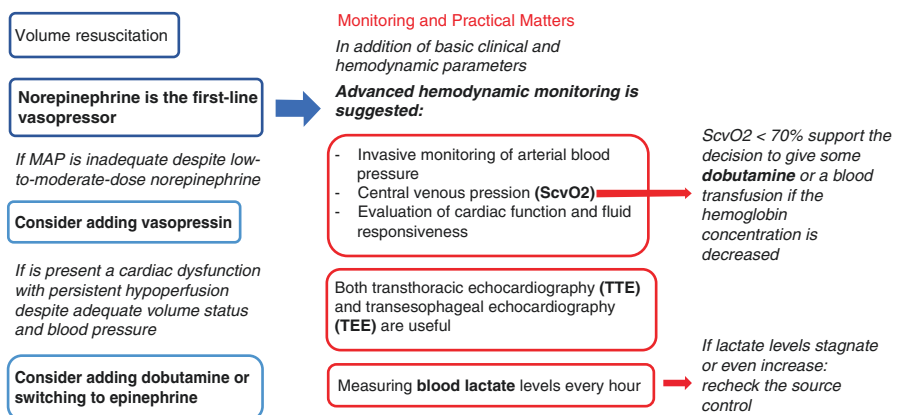 Volume resuscitation
Norepinephrine is the first-line
vasopressor
If MAP is inadequate despite low-
to-moderate-dose norepinephrine
Consider adding vasopressin
If is present a cardiac dysfunction
with persistent hypoperfusion
despite adequate volume status
and blood pressure
Consider adding dobutamine or
switching to epinephrine
Monitoring and Practical Matters
In addition of basic clinical and
hemodynamic parameters
Advanced hemodynamic monitoring is
suggested:
- Invasive monitoring of arterial blood
pressure
- Central venous pression (ScvO2)
- Evaluation of cardiac function and fluid
responsiveness
ScvO2 < 70% support the
decision to give some
dobutamine or a blood
transfusion if the
hemoglobin
concentration is
decreased
Both transthoracic echocardiography (TTE)
and transesophageal echocardiography
(TEE) are useful
Measuring blood lactate levels every hour
If lactate levels stagnate
or even increase:
recheck the source
control